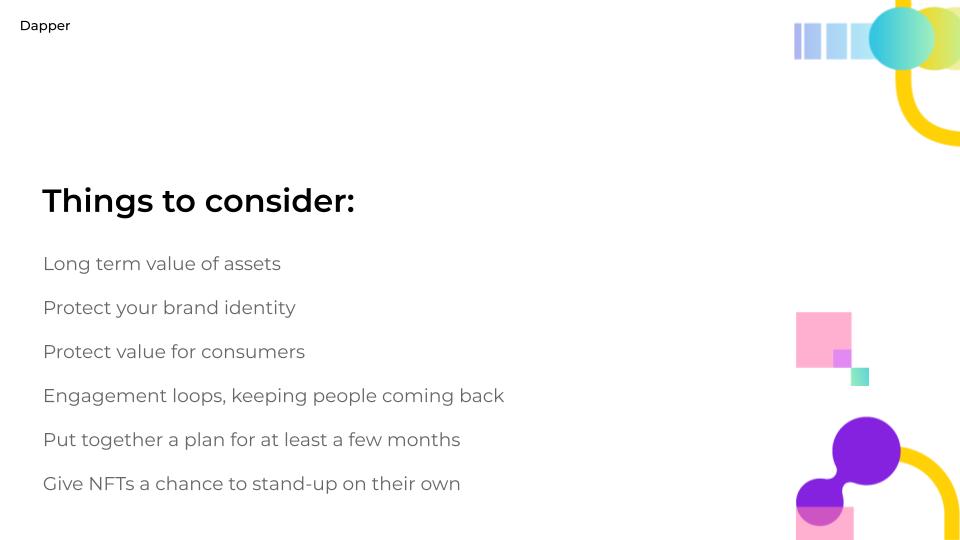 Dapper
Things to consider:
Long term value of assets
Protect your brand identity
Protect value for consumers
Engagement loops, keeping people coming back
Put together a plan for at least a few months
Give NFTs a chance to stand-up on their own